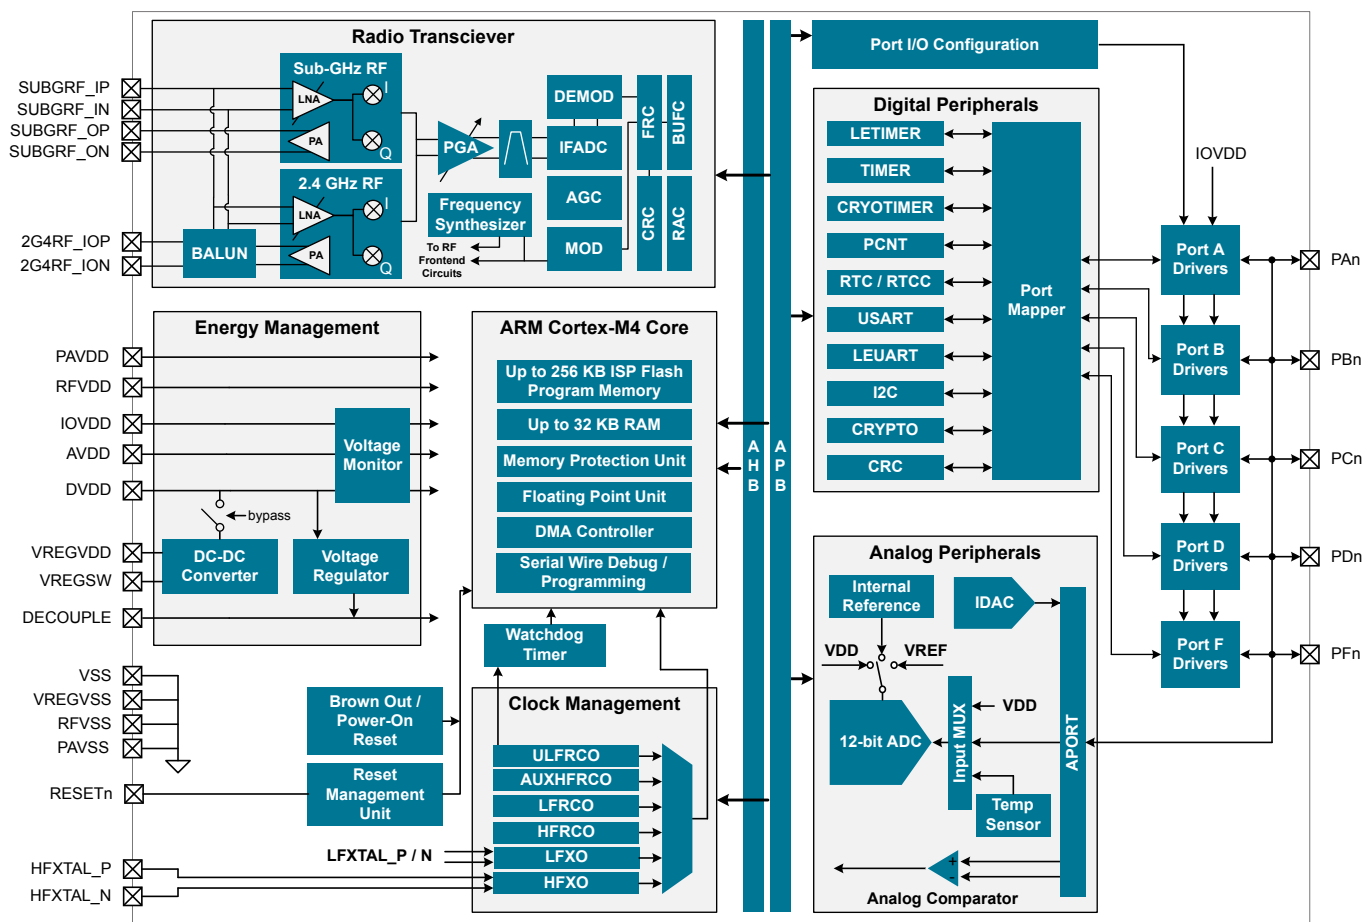 Radio Transciever
SUBGRF_IP
SUBGRF_IN
SUBGRF_OP
SUBGRF_ON
2G4RF_IOP
2G4RF_ION
Sub-GHz RF
LNA
I
PA
Q
2.4 GHz RF
LNA
I
PA
Q
BALUN
PGA
Frequency
Synthesizer
To RF
Frontend
Circuits
DEMOD
IFADC
AGC
MOD
FRC
BUFC
CRC
RAC
Energy Management
PAVDD
RFVDD
IOVDD
AVDD
DVDD
VREGVDD
VREGSW
DECOUPLE
Voltage
Monitor
bypass
DC-DC
Converter
Voltage
Regulator
VSS
VREGVSS
RFVSS
PAVSS
RESETn
HFXTAL_P
HFXTAL_N
ARM Cortex-M4 Core
Up to 256 KB ISP Flash
Program Memory
Up to 32 KB RAM
Memory Protection Unit
Floating Point Unit
DMA Controller
Serial Wire Debug /
Programming
Watchdog
Timer
Brown Out /
Power-On
Reset
Reset
Management
Unit
Clock Management
ULFRCO
AUXHFRCO
LFRCO
HFRCO
LFXO
HFXO
LFXTAL_P / N
AHB
APB
Port I/O Configuration
Digital Peripherals
LETIMER
TIMER
CRYOTIMER
PCNT
RTC / RTCC
USART
LEUART
I2C
CRYPTO
CRC
Port
Mapper
IOVDD
Port A
Drivers
Port B
Drivers
Port C
Drivers
Port D
Drivers
Port F
Drivers
PAn
PBn
PCn
PDn
PFn
Analog Peripherals
Internal
Reference
IDAC
VDD
VREF
12-bit ADC
Input MUX
VDD
Temp
Sensor
APORT
+
-
Analog Comparator